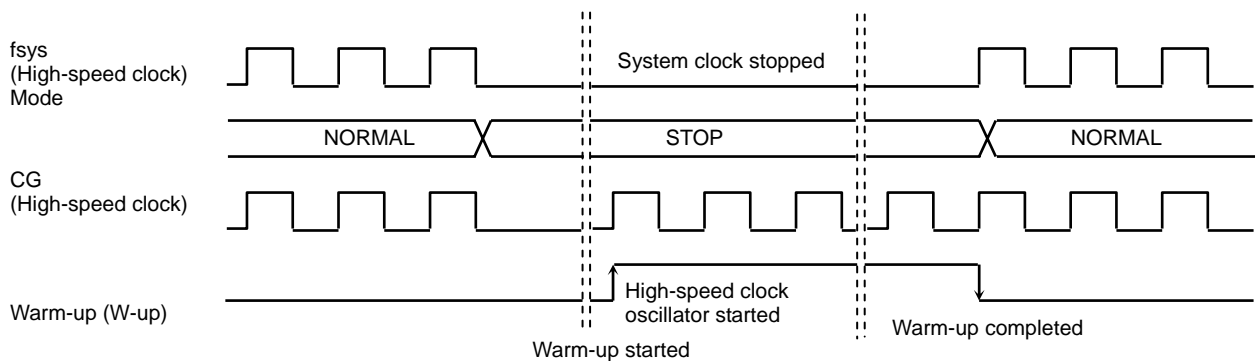 fsys
(High-speed clock)
Mode
System clock stopped
NORMAL
STOP
NORMAL
CG
(High-speed clock)
Warm-up (W-up)
High-speed clock
oscillator started
Warm-up completed
Warm-up started